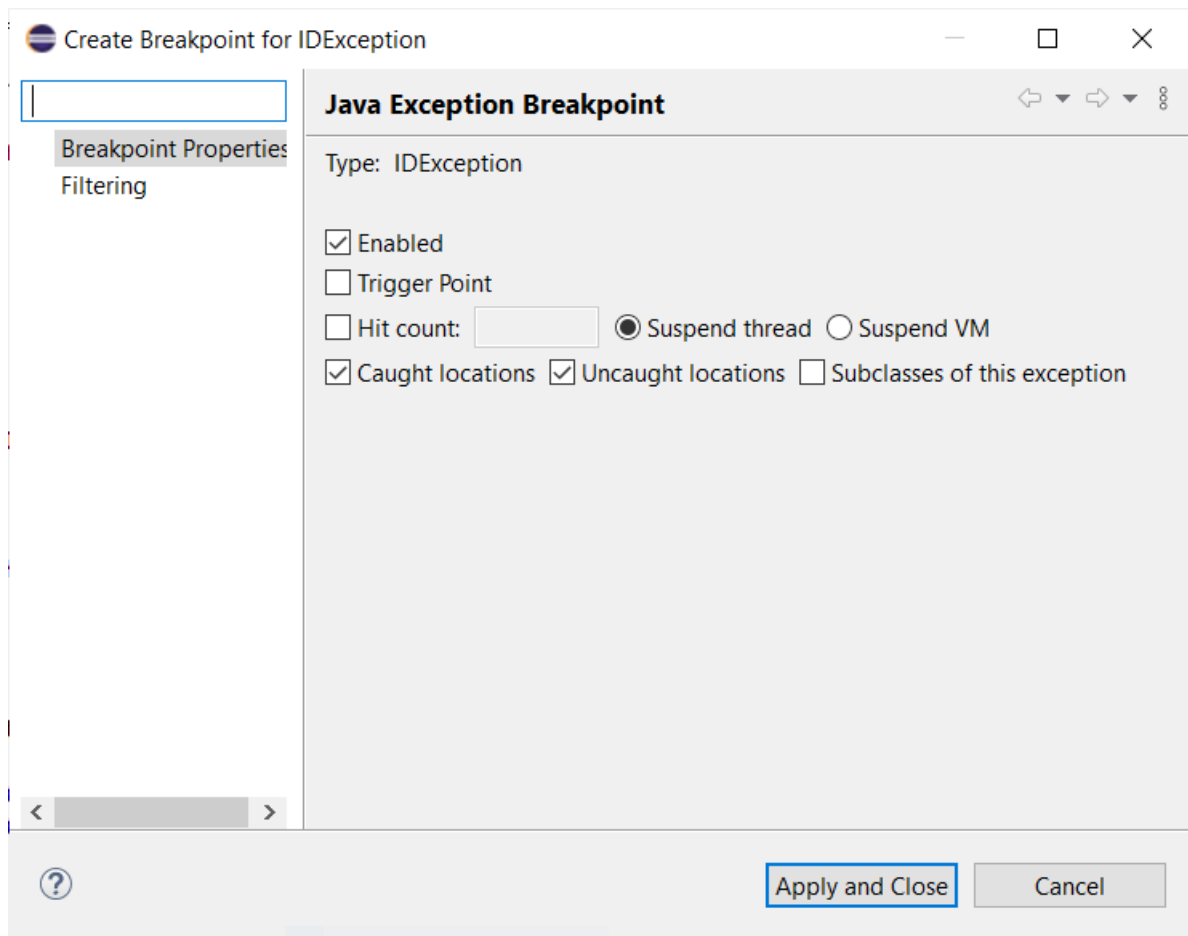 Create Breakpoint for IDException
Java Exception Breakpoint
Breakpoint Properties
Filtering
Type: IDException
Enabled
Trigger Point
Hit count: Suspend thread Suspend VM
Caught locations Uncaught locations Subclasses of this exception
Apply and Close Cancel